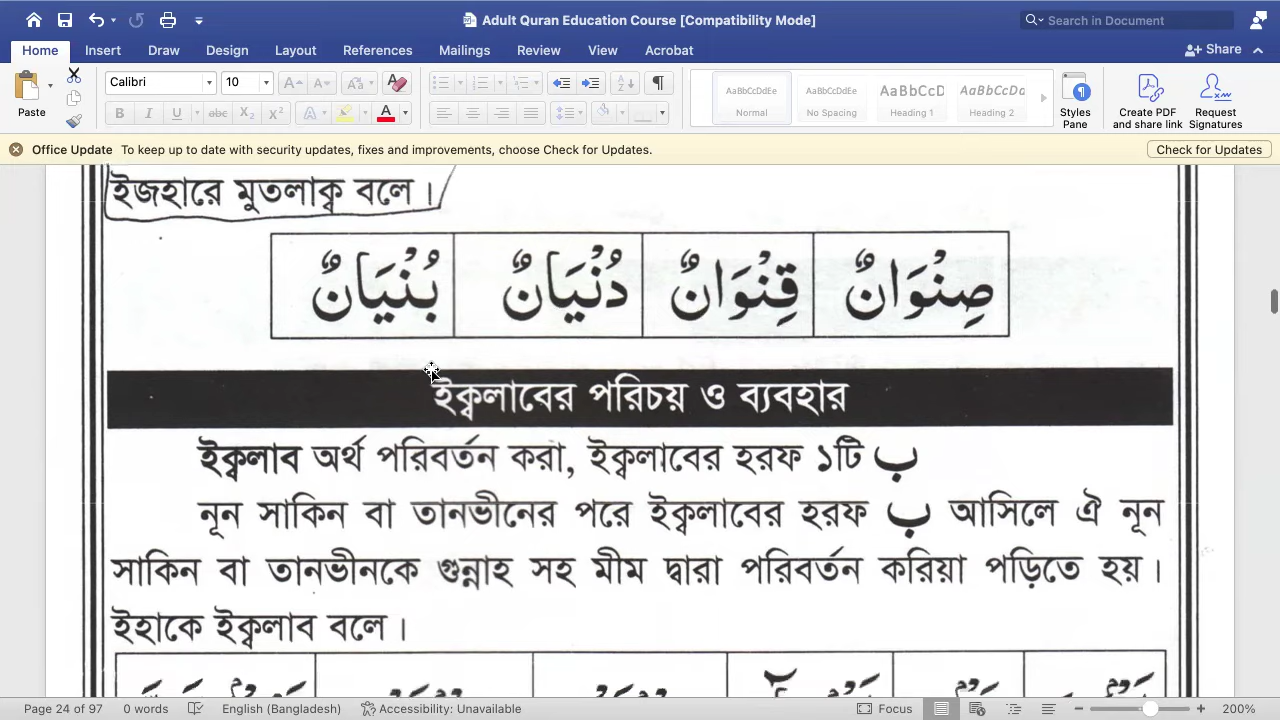 Adult Quran Education Course [Compatibility Mode]
Search in Document
Home Insert Draw Design Layout References Mailings Review View Acrobat Share
Paste Calibri 10 AaBbCcDdEe Normal AaBbCcDdEe No Spacing AaBbCcD Heading 1 AaBbCcDc Heading 2 Styles Pane Create PDF and share link Request Signatures
Office Update To keep up to date with security updates, fixes and improvements, choose Check for Updates. Check for Updates
ইজহারে মুতলাক্ব বলে।
صِنْوَانٌ قِنْوَانٌ دُنْيَانٌ بُنْيَانٌ
ইক্বলাবের পরিচয় ও ব্যবহার
ইক্বলাব অর্থ পরিবর্তন করা, ইক্বলাবের হরফ ১টি ب
নূন সাকিন বা তানভীনের পরে ইক্বলাবের হরফ ب আসিলে ঐ নূন
সাকিন বা তানভীনকে গুন্নাহ সহ মীম দ্বারা পরিবর্তন করিয়া পড়িতে হয়।
ইহাকে ইক্বলাব বলে।
Page 24 of 97 0 words English (Bangladesh) Accessibility: Unavailable Focus 200%